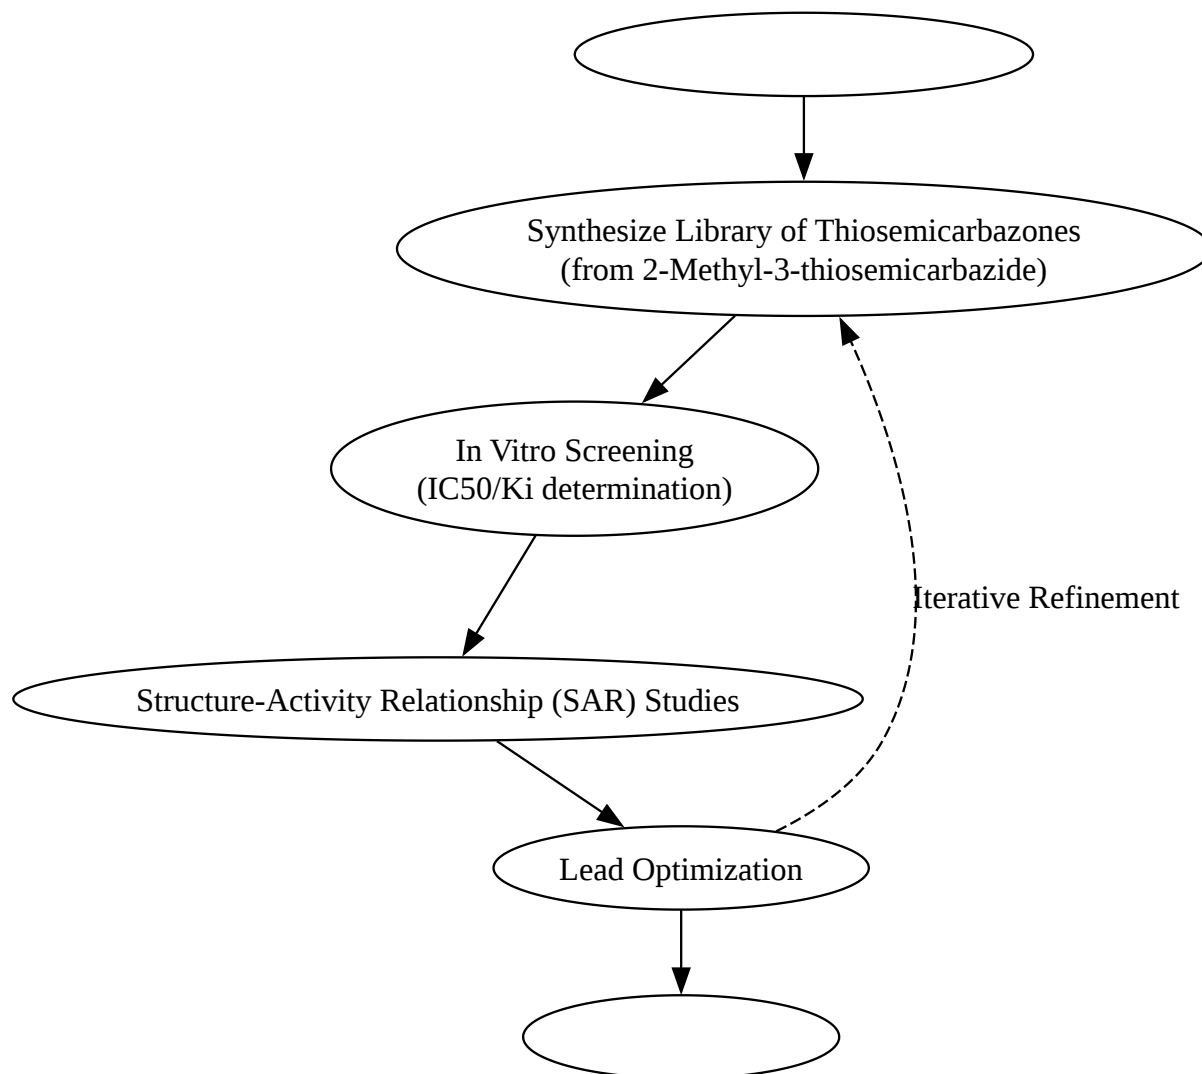 Synthesize Library of Thiosemicarbazones
(from 2-Methyl-3-thiosemicarbazide)
In Vitro Screening
(IC50/Ki determination)
Iterative Refinement
Structure-Activity Relationship (SAR) Studies
Lead Optimization